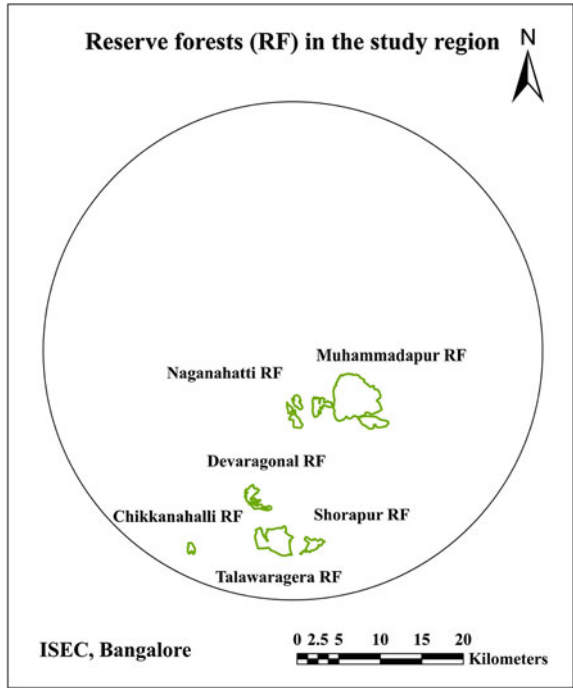 Reserve forests (RF) in the study region
N
Muhammadapur RF
Naganahatti RF
Devaragonal RF
Chikkanahalli RF
Shorapur RF
Talawaragera RF
ISEC, Bangalore
0 2.5 5 10 15 20
Kilometers